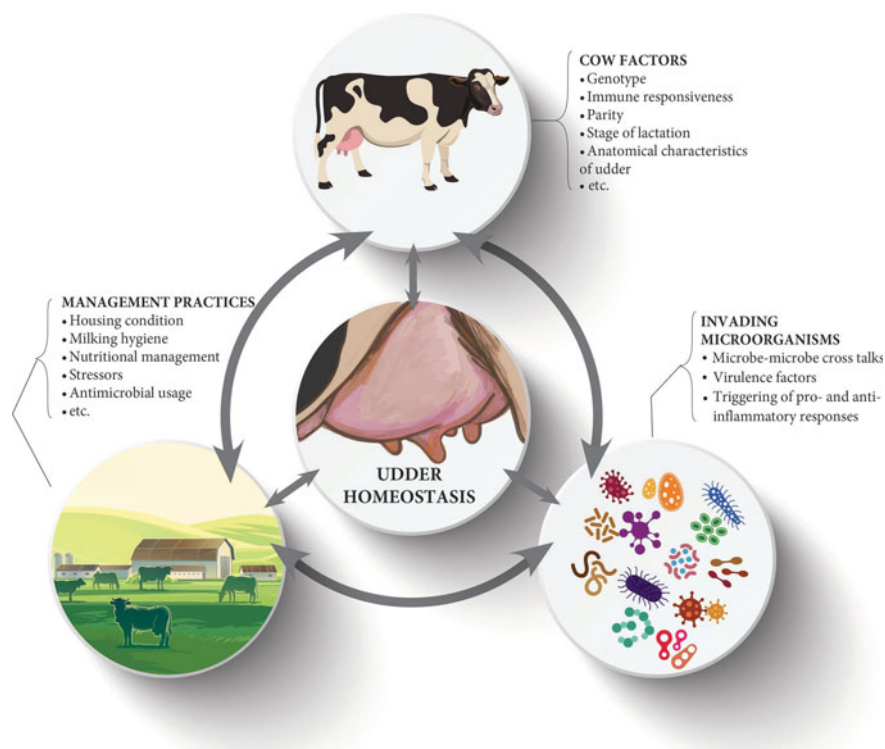 COW FACTORS
• Genotype
• Immune responsiveness
• Parity
• Stage of lactation
• Anatomical characteristics
of udder
• etc.
MANAGEMENT PRACTICES
• Housing condition
• Milking hygiene
• Nutritional management
• Stressors
• Antimicrobial usage
• etc.
INVADING
MICROORGANISMS
• Microbe-microbe cross talks
• Virulence factors
• Triggering of pro- and anti-
inflammatory responses
UDDER
HOMEOSTASIS